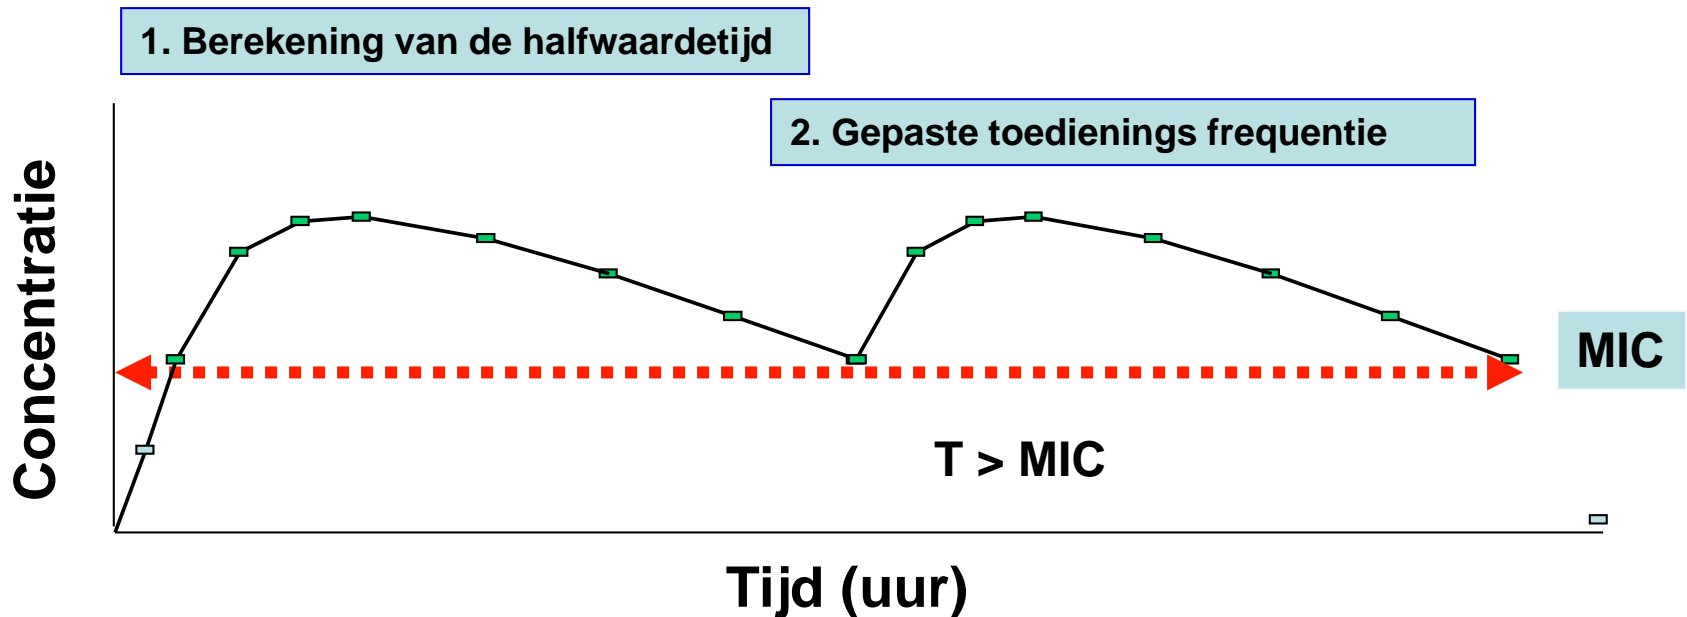 1. Berekening van de halfwaardetijd
2. Gepaste toedienings frequentie
Concentratie
MIC
T > MIC
Tijd (uur)